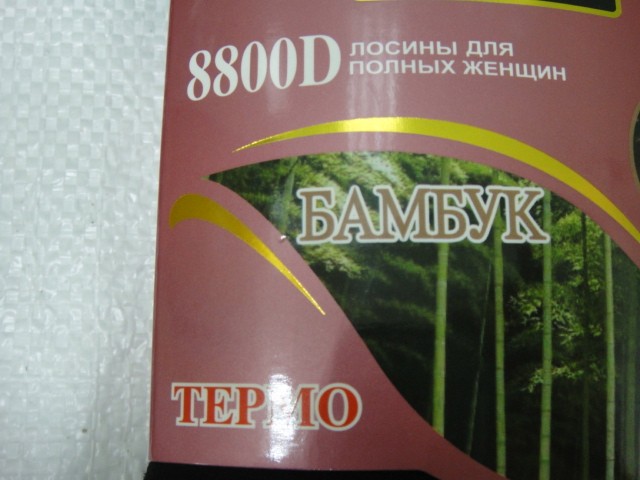 8800D
ЛОСИНЫ ДЛЯ
ПОЛНЫХ ЖЕНЩИН
БАМБУК
ТЕРМО